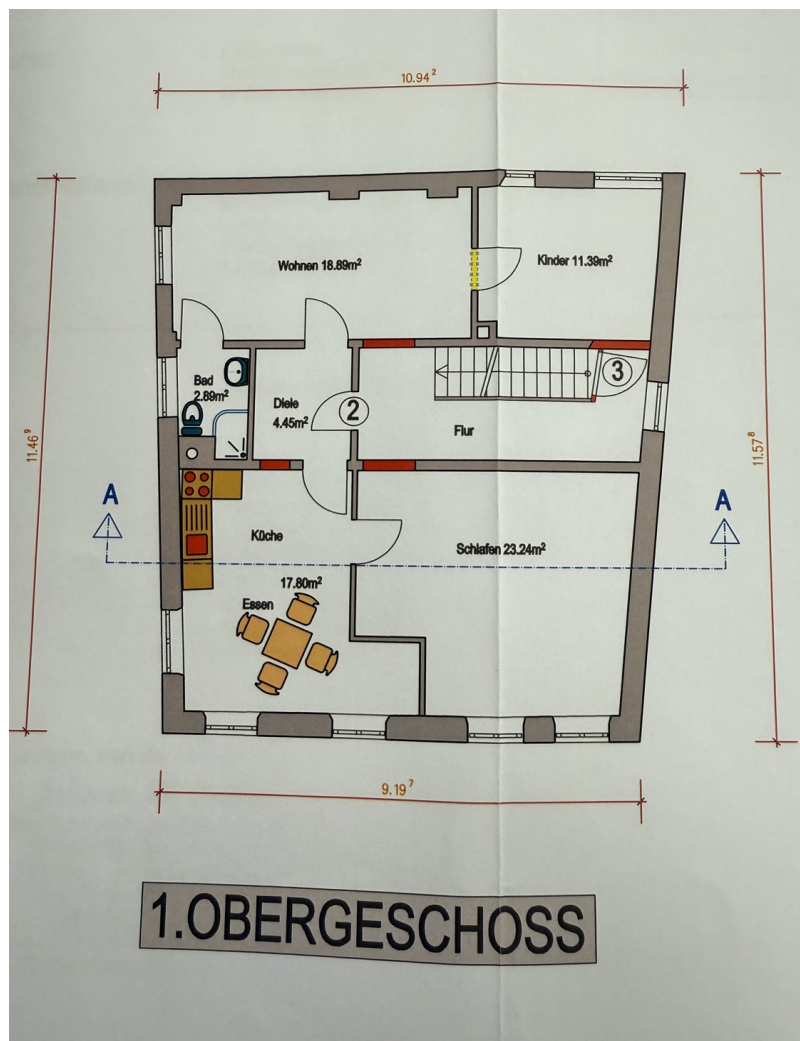 10.94²
Wohnen 18.89m²
Kinder 11.39m²
Bad
2.89m²
Diele
4.45m²
2
3
Flur
11.46⁹
11.57⁸
A
A
Küche
Schlafen 23.24m²
17.80m²
Essen
9.19⁷
1.OBERGESCHOSS